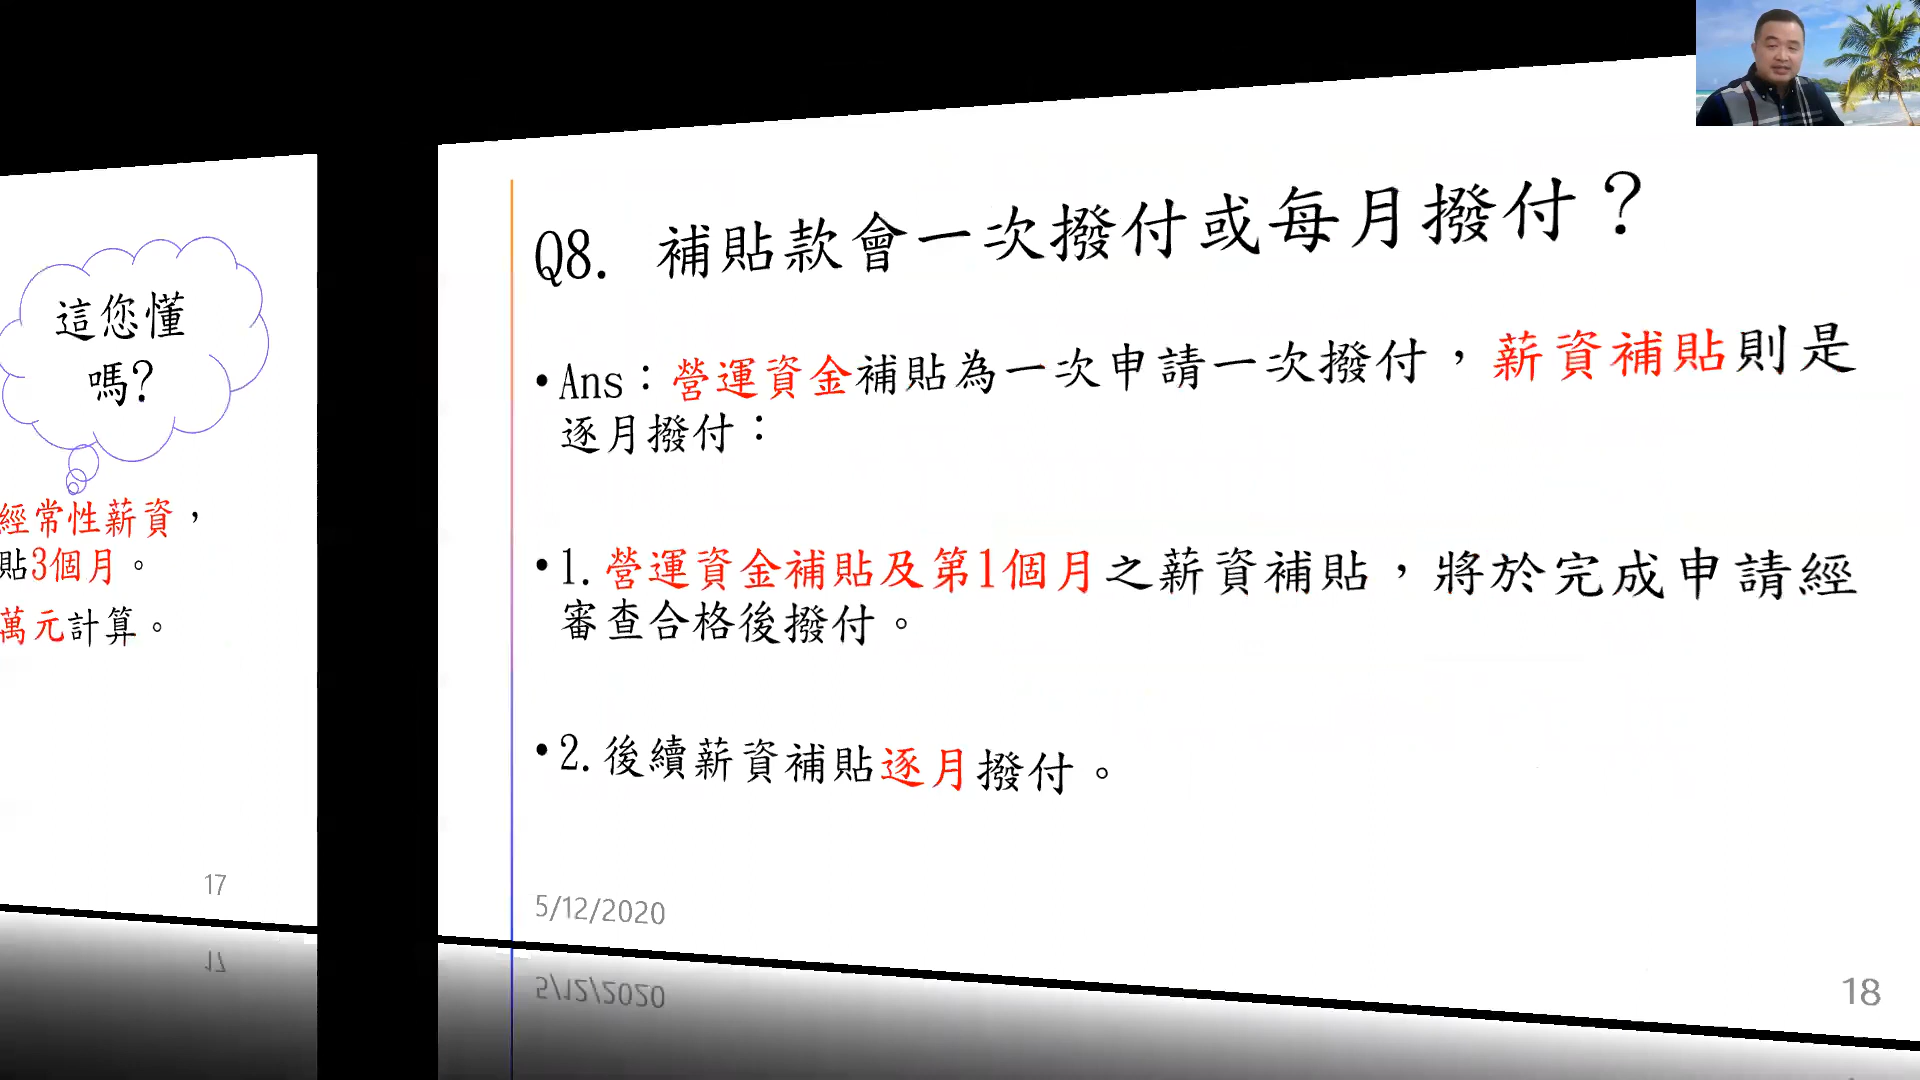 這您懂
嗎?
經常性薪資，
貼3個月。
萬元計算。
17
Q8. 補貼款會一次撥付或每月撥付？
•Ans：營運資金補貼為一次申請一次撥付，薪資補貼則是
逐月撥付：
•1.營運資金補貼及第1個月之薪資補貼，將於完成申請經
審查合格後撥付。
•2.後續薪資補貼逐月撥付。
5/12/2020
18